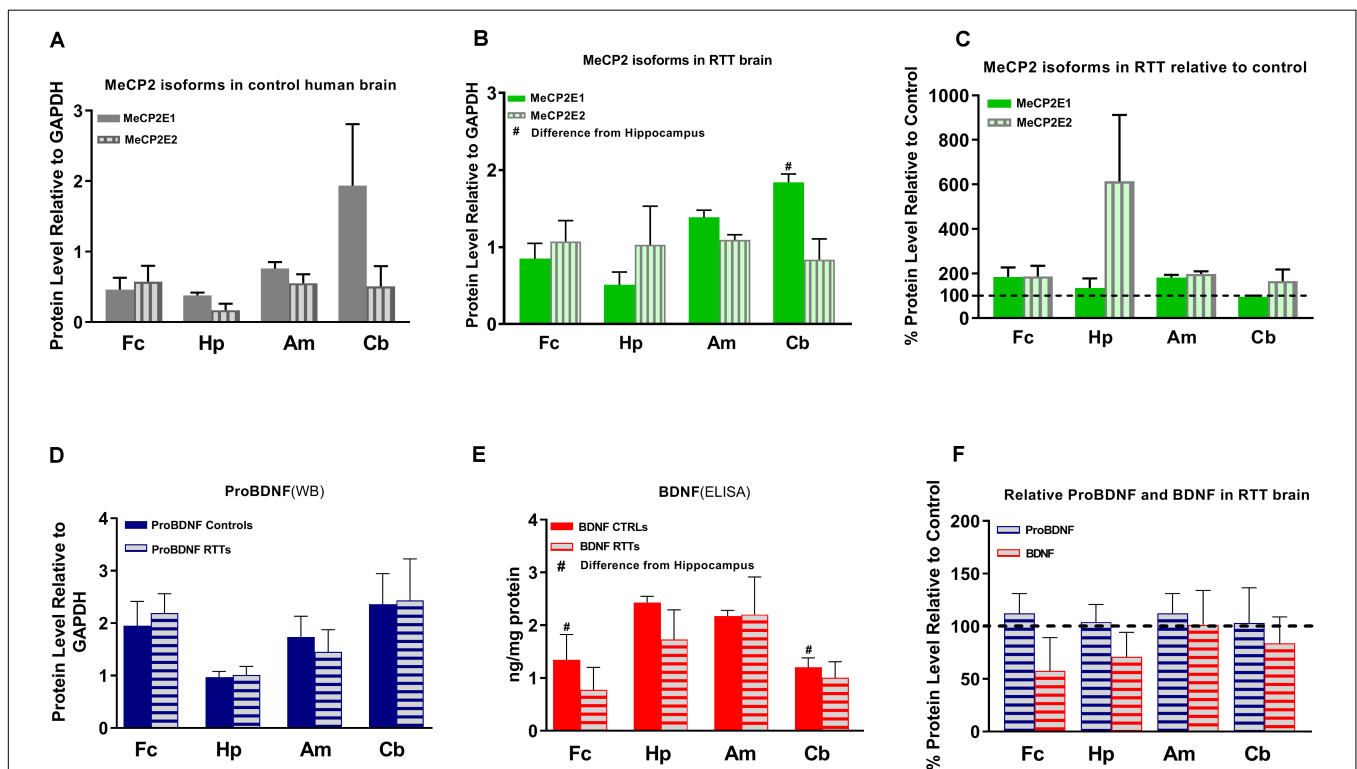 A
MeCP2 isoforms in control human brain
Protein Level Relative to GAPDH
3
2
1
0
MeCP2E1
MeCP2E2
Fc Hp Am Cb
B
MeCP2 isoforms in RTT brain
Protein Level Relative to GAPDH
3
2
1
0
MeCP2E1
MeCP2E2
# Difference from Hippocampus
#
Fc Hp Am Cb
C
MeCP2 isoforms in RTT relative to control
% Protein Level Relative to Control
1000
800
600
400
200
100
0
MeCP2E1
MeCP2E2
Fc Hp Am Cb
D
ProBDNF(WB)
Protein Level Relative to
GAPDH
4
3
2
1
0
ProBDNF Controls
ProBDNF RTTs
Fc Hp Am Cb
E
BDNF(ELISA)
ng/mg protein
4
3
2
1
0
BDNF CTRLs
BDNF RTTs
# Difference from Hippocampus
#
#
Fc Hp Am Cb
F
Relative ProBDNF and BDNF in RTT brain
% Protein Level Relative to Control
200
150
100
50
0
ProBDNF
BDNF
Fc Hp Am Cb